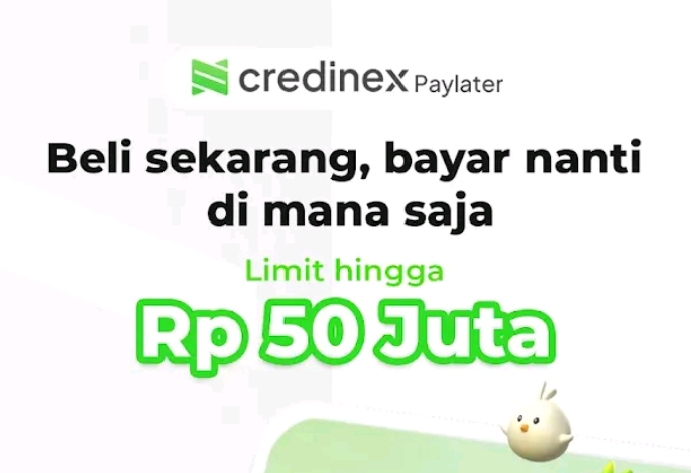 credinex Paylater
Beli sekarang, bayar nanti
di mana saja
Limit hingga
Rp 50 Juta